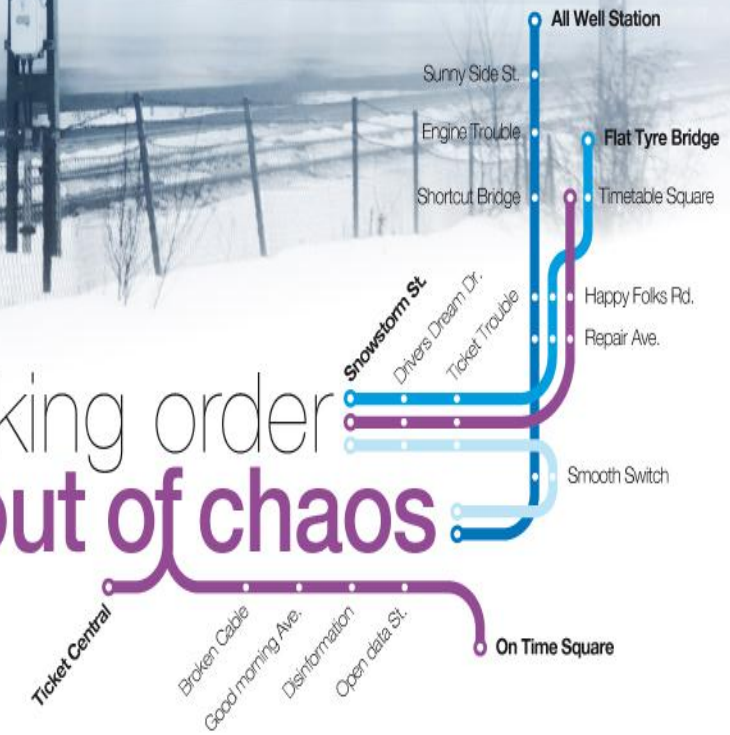 All Well Station
Sunny Side St.
Engine Trouble
Flat Tyre Bridge
Shortcut Bridge
Timetable Square
Snowstorm St.
Drivers Dream Dr.
Ticket Trouble
Happy Folks Rd.
Repair Ave.
king order
out of chaos
Smooth Switch
Ticket Central
Broken Cable
Good morning Ave.
Disinformation
Open data St.
On Time Square